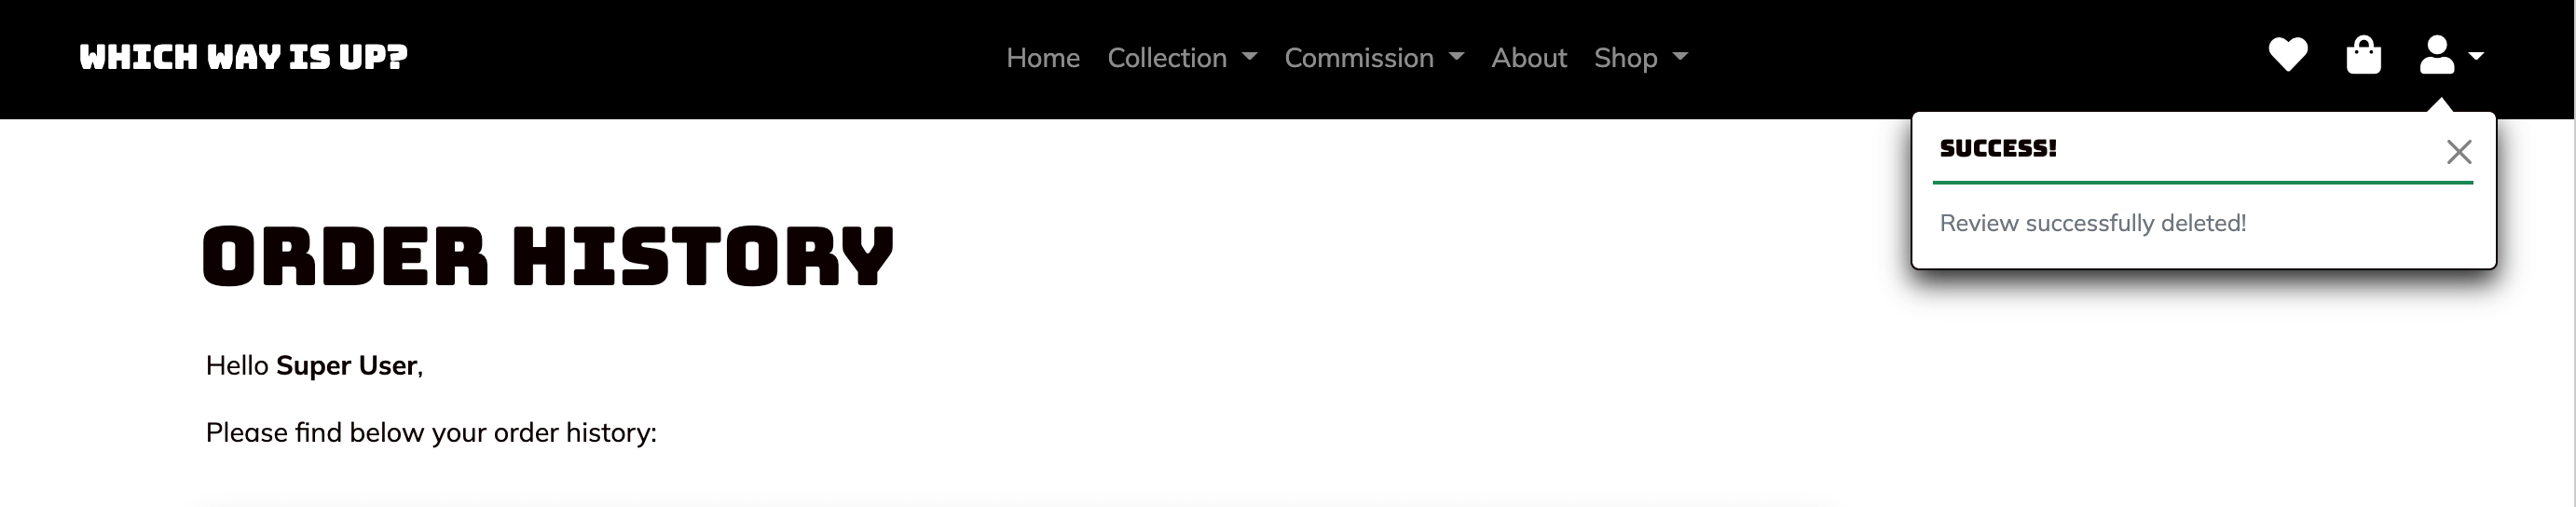 WHICH WAY IS UP?
Home Collection Commission About Shop
SUCCESS!
Review successfully deleted!
ORDER HISTORY
Hello Super User,
Please find below your order history: